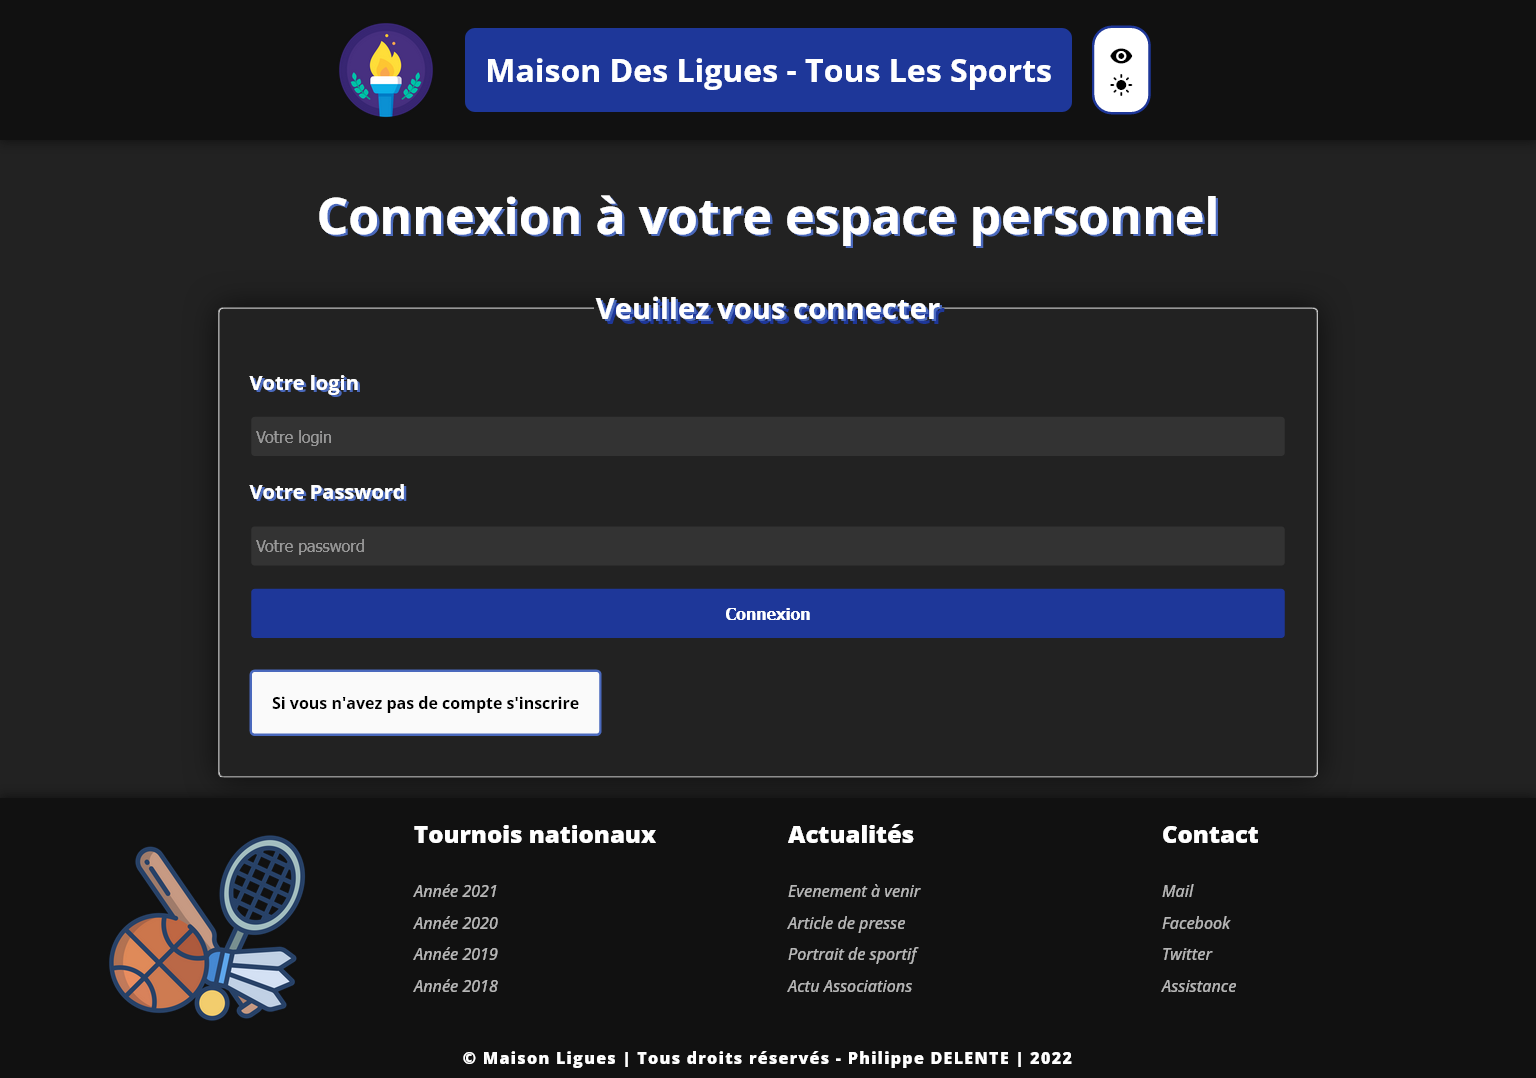 Maison Des Ligues - Tous Les Sports
Connexion à votre espace personnel
Veuillez vous connecter
Votre login
Votre login
Votre Password
Votre password
Connexion
Si vous n'avez pas de compte s'inscrire
Tournois nationaux
Année 2021
Année 2020
Année 2019
Année 2018
Actualités
Evenement à venir
Article de presse
Portrait de sportif
Actu Associations
Contact
Mail
Facebook
Twitter
Assistance
© Maison Ligues | Tous droits réservés - Philippe DELENTE | 2022